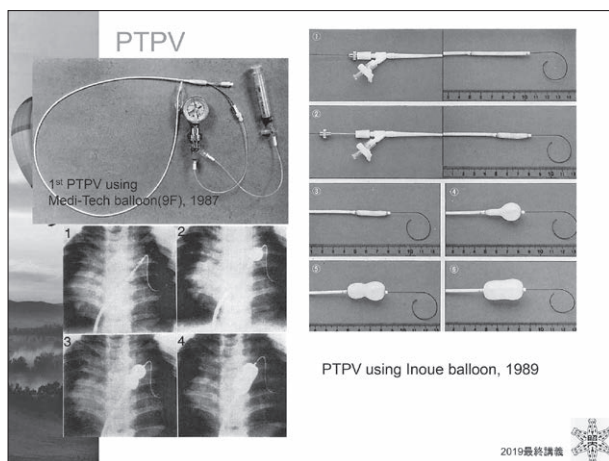 PTPV
1st PTPV using
Medi-Tech balloon(9F), 1987
1
2
3
4
①
②
③
④
⑤
⑥
PTPV using Inoue balloon, 1989
2019最終講義